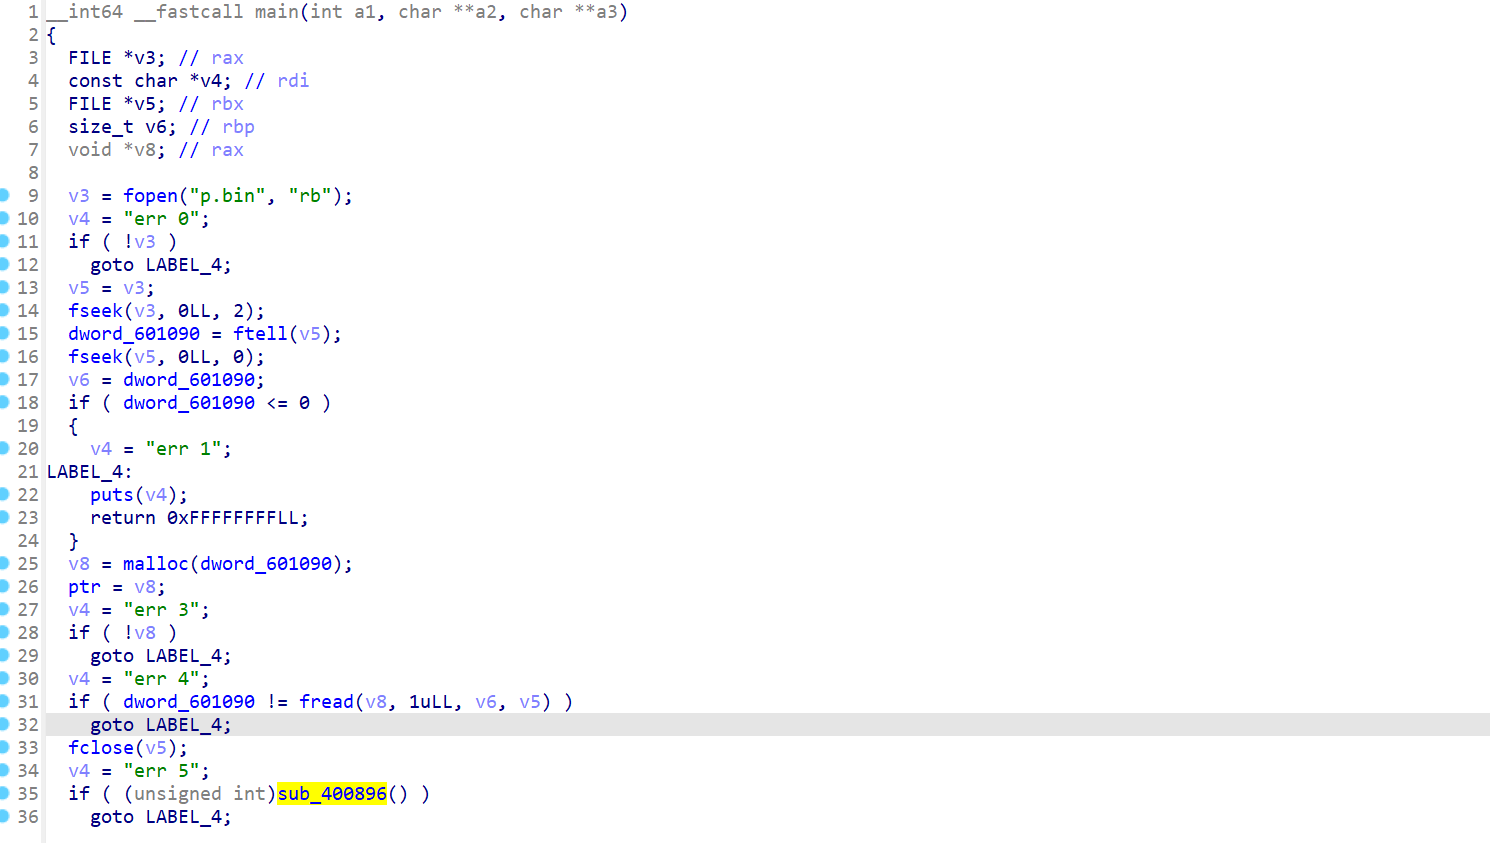 1 __int64 __fastcall main(int a1, char **a2, char **a3)
2 {
3   FILE *v3; // rax
4   const char *v4; // rdi
5   FILE *v5; // rbx
6   size_t v6; // rbp
7   void *v8; // rax
8
9   v3 = fopen("p.bin", "rb");
10   v4 = "err 0";
11   if ( !v3 )
12     goto LABEL_4;
13   v5 = v3;
14   fseek(v3, 0LL, 2);
15   dword_601090 = ftell(v5);
16   fseek(v5, 0LL, 0);
17   v6 = dword_601090;
18   if ( dword_601090 <= 0 )
19   {
20     v4 = "err 1";
21 LABEL_4:
22     puts(v4);
23     return 0xFFFFFFFFLL;
24   }
25   v8 = malloc(dword_601090);
26   ptr = v8;
27   v4 = "err 3";
28   if ( !v8 )
29     goto LABEL_4;
30   v4 = "err 4";
31   if ( dword_601090 != fread(v8, 1uLL, v6, v5) )
32     goto LABEL_4;
33   fclose(v5);
34   v4 = "err 5";
35   if ( (unsigned int)sub_400896() )
36     goto LABEL_4;